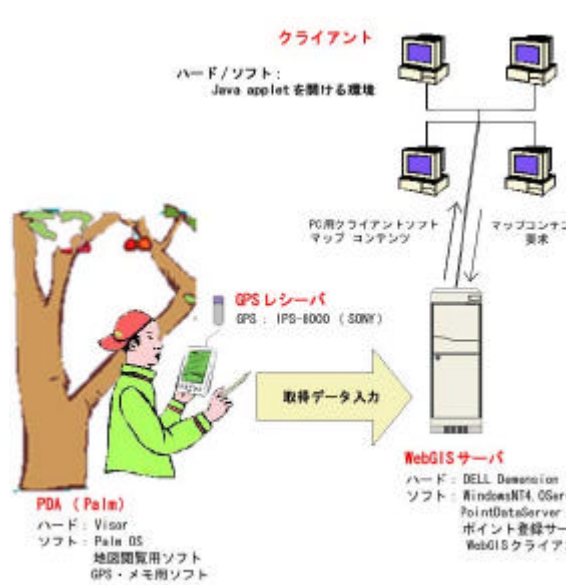 クライアント
ハード/ソフト:
Java appletを開ける環境
PC用クライアントソフト
マップ コンテンツ
マップコンテン
要求
GPSレシーバ
GPS : IPS-8000 (SONY)
取得データ入力
WebGISサーバ
ハード: DELL Demension
ソフト: WindowsNT4.0Ser
PointDataServer
ポイント登録サー
WebGISクライア
PDA (Palm)
ハード: Visor
ソフト: Palm OS
地図閲覧用ソフト
GPS・メモ用ソフト